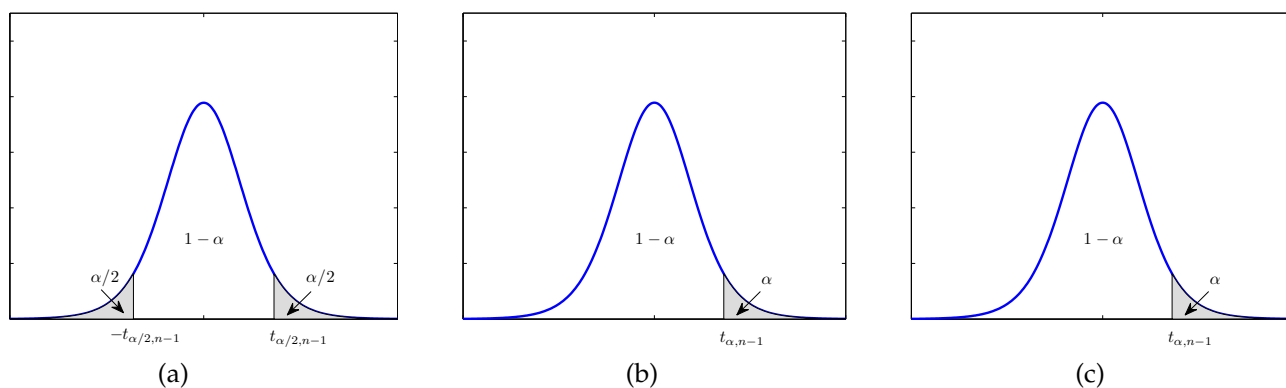 1 − α
α/2
α/2
−t_{α/2,n−1}
t_{α/2,n−1}
(a)
1 − α
α
t_{α,n−1}
(b)
1 − α
α
t_{α,n−1}
(c)